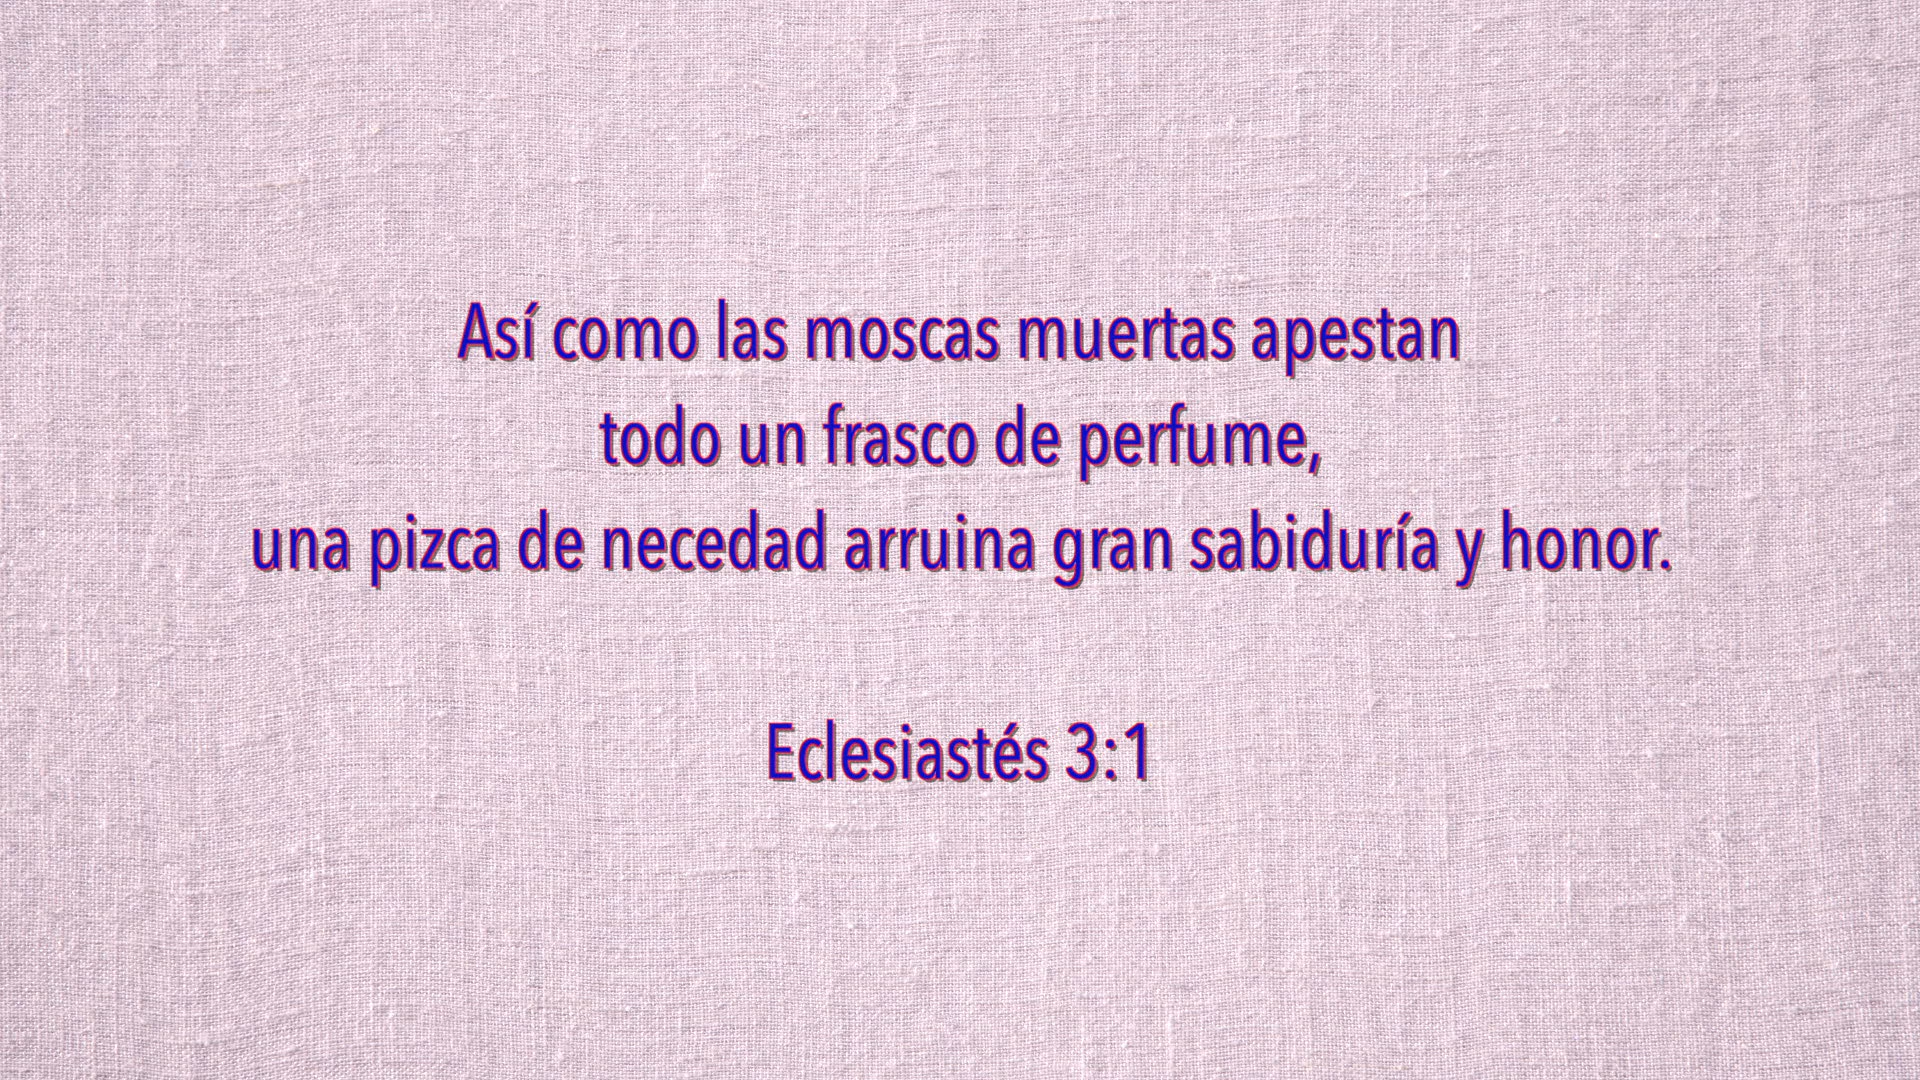 Así como las moscas muertas apestan
todo un frasco de perfume,
una pizca de necedad arruina gran sabiduría y honor.
Eclesiastés 3:1